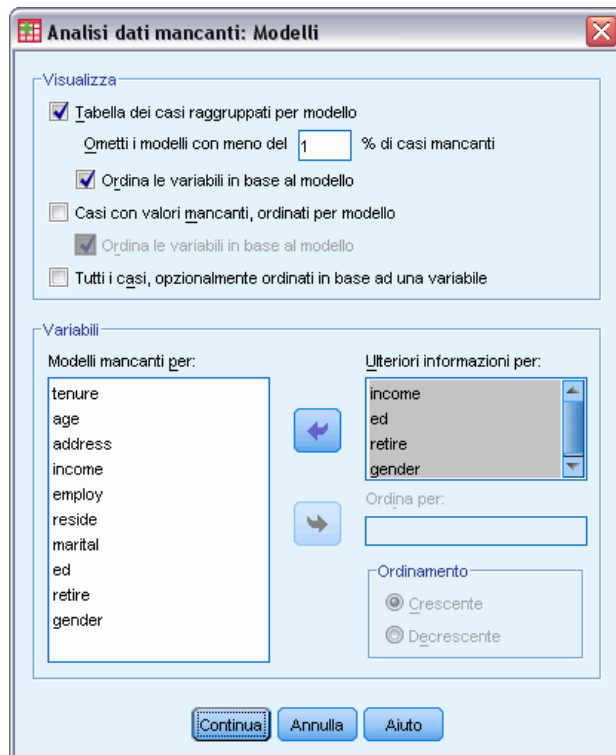 Analisi dati mancanti: Modelli
Visualizza
Tabella dei casi raggruppati per modello
Ometti i modelli con meno del 1 % di casi mancanti
Ordina le variabili in base al modello
Casi con valori mancanti, ordinati per modello
Ordina le variabili in base al modello
Tutti i casi, opzionalmente ordinati in base ad una variabile
Variabili
Modelli mancanti per:
tenure
age
address
income
employ
reside
marital
ed
retire
gender
Ulteriori informazioni per:
income
ed
retire
gender
Ordina per:
Ordinamento
Crescente
Decrescente
Continua Annulla Aiuto